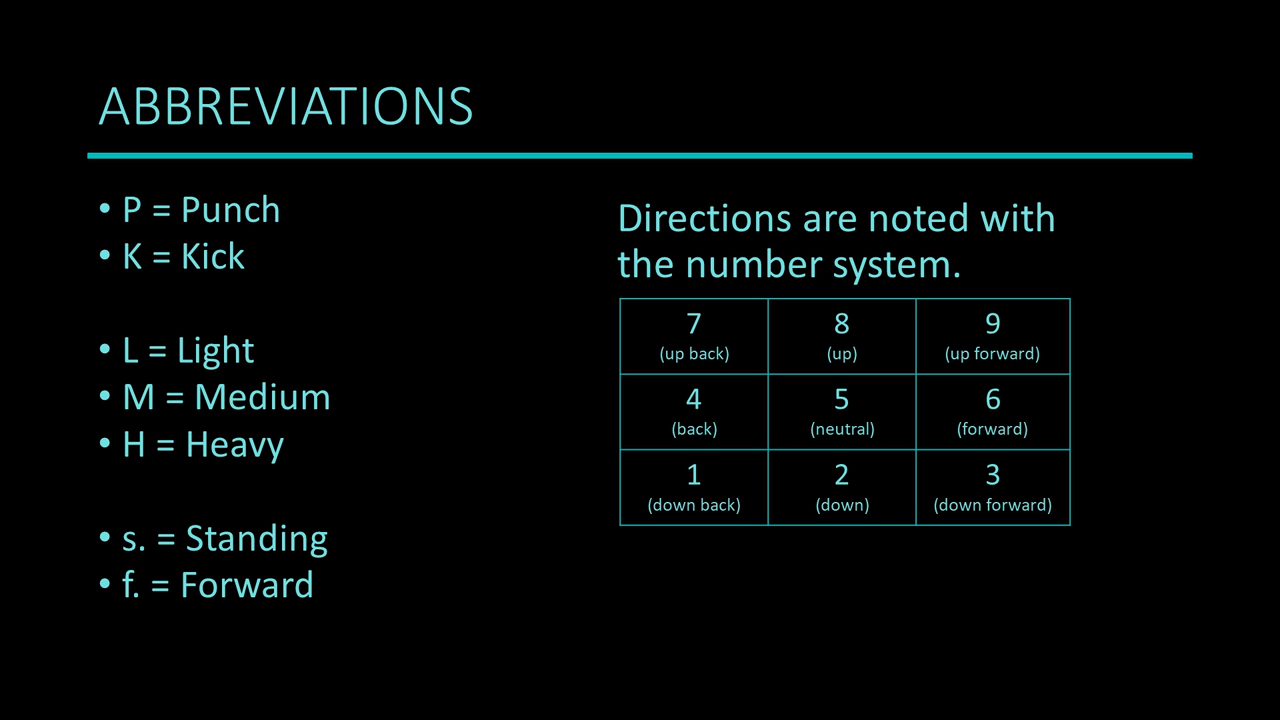 ABBREVIATIONS
• P = Punch
• K = Kick
• L = Light
• M = Medium
• H = Heavy
• s. = Standing
• f. = Forward
Directions are noted with
the number system.
7 8 9
(up back) (up) (up forward)
4 5 6
(back) (neutral) (forward)
1 2 3
(down back) (down) (down forward)